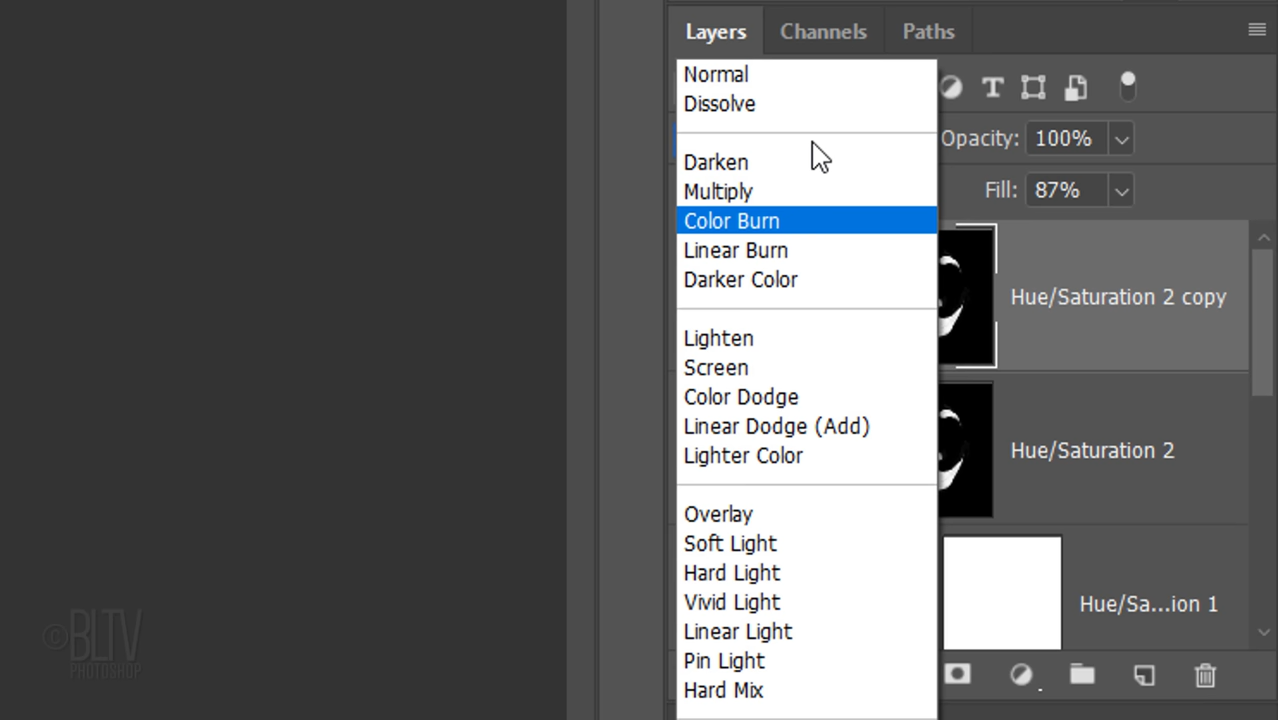 Layers Channels Paths
Normal
Dissolve
Darken
Multiply
Color Burn
Linear Burn
Darker Color
Lighten
Screen
Color Dodge
Linear Dodge (Add)
Lighter Color
Overlay
Soft Light
Hard Light
Vivid Light
Linear Light
Pin Light
Hard Mix
T
Opacity: 100%
Fill: 87%
Hue/Saturation 2 copy
Hue/Saturation 2
Hue/Sa...ion 1
©BLTV
PHOTOSHOP